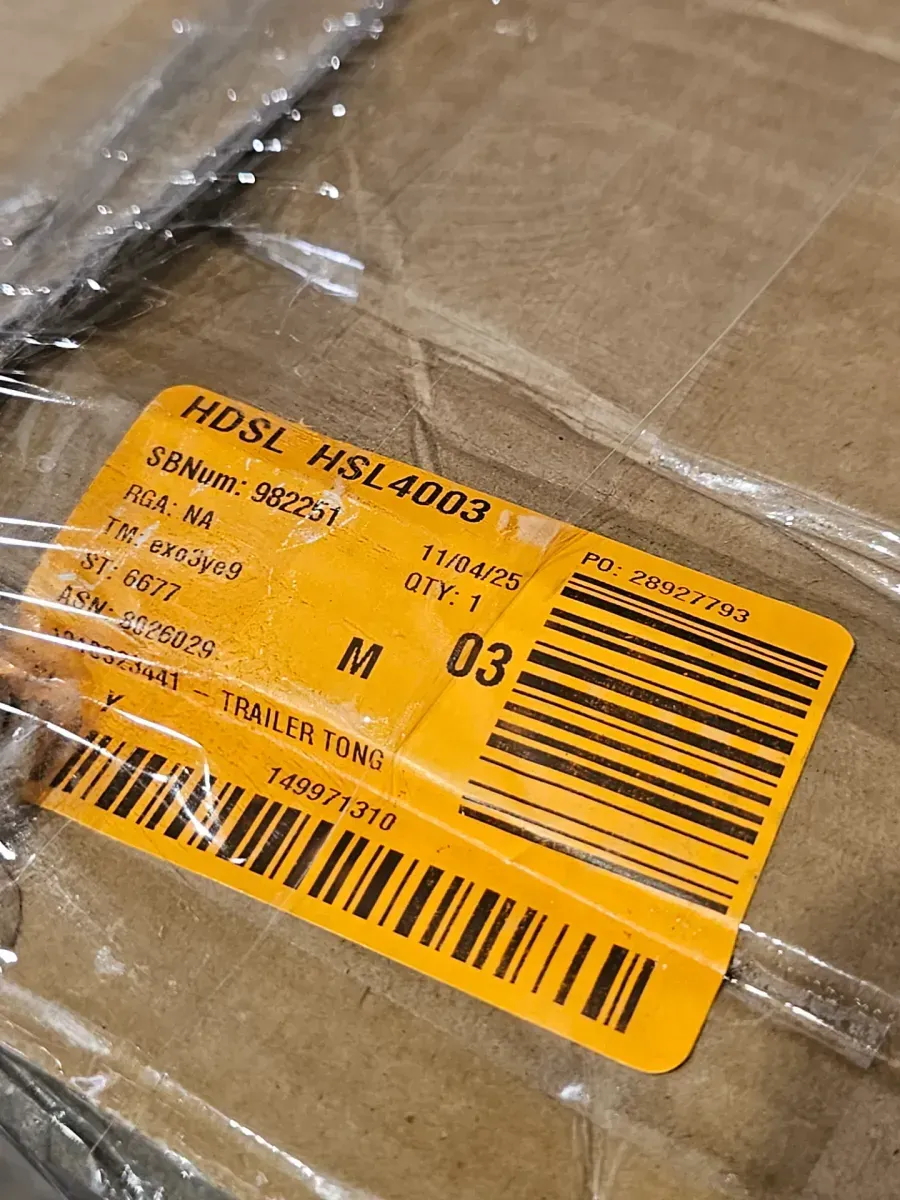 HDSL HSL4003
SBNum: 982251
RGA: NA
11/04/25
TM: exo3ye9
QTY: 1
ST: 6677
ASN: 8026029
M 03
– TRAILER TONG
Y
149971310
PO: 28927793